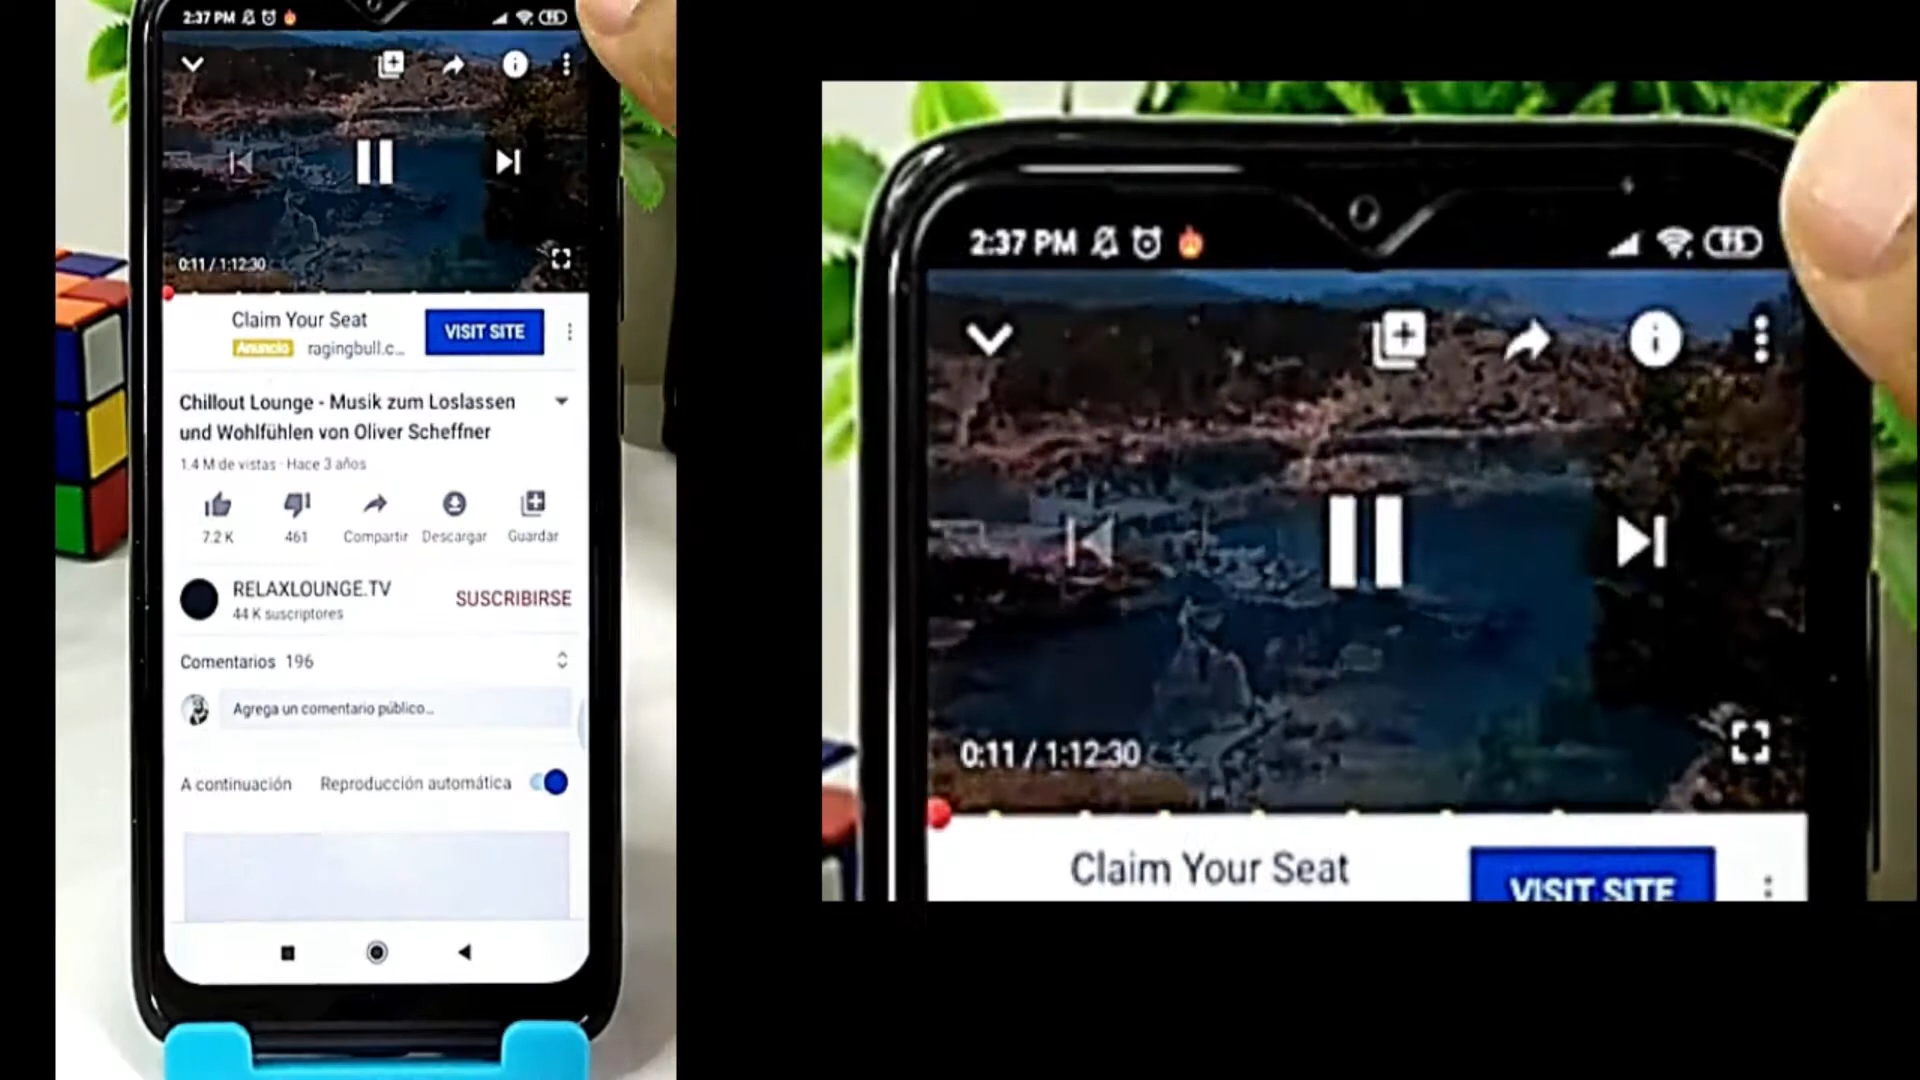 2:37 PM
0:11 / 1:12:30
Claim Your Seat
VISIT SITE
Anuncio ragingbull.c...
Chillout Lounge - Musik zum Loslassen
und Wohlfühlen von Oliver Scheffner
1.4 M de vistas · Hace 3 años
7.2 K
461
Compartir
Descargar
Guardar
RELAXLOUNGE.TV
44 K suscriptores
SUSCRIBIRSE
Comentarios 196
Agrega un comentario público...
A continuación
Reproducción automática
2:37 PM
0:11 / 1:12:30
Claim Your Seat
VISIT SITE